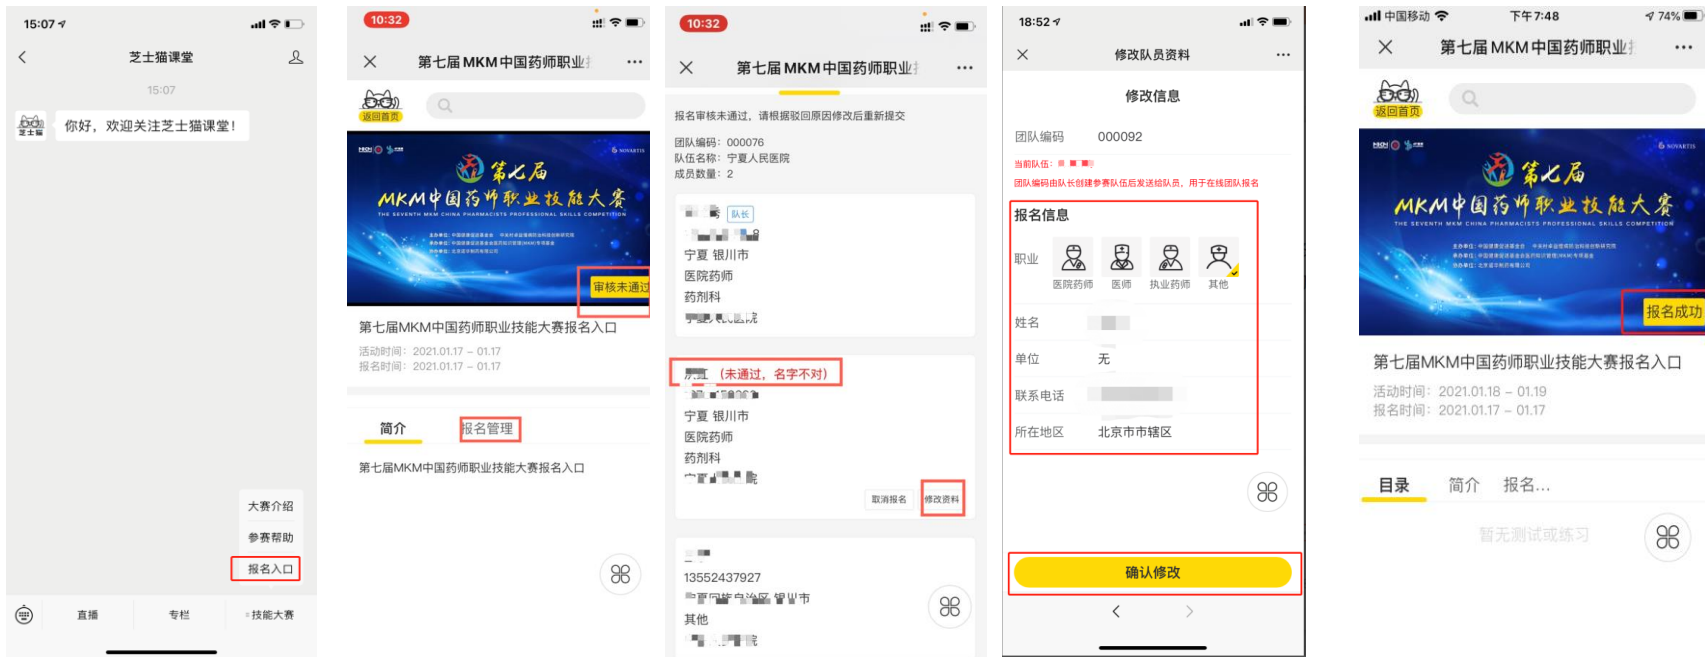 15:07
芝士猫课堂
15:07
芝士猫
你好，欢迎关注芝士猫课堂！
大赛介绍
参赛帮助
报名入口
直播
专栏
技能大赛
10:32
第七届 MKM 中国药师职业
返回首页
MKM
NOVARTIS
第七届
MKM中国药师职业技能大赛
THE SEVENTH MKM CHINA PHARMACISTS PROFESSIONAL SKILLS COMPETITION
审核未通过
第七届MKM中国药师职业技能大赛报名入口
活动时间：2021.01.17 – 01.17
报名时间：2021.01.17 – 01.17
简介
报名管理
第七届MKM中国药师职业技能大赛报名入口
10:32
第七届 MKM 中国药师职业
报名审核未通过，请根据驳回原因修改后重新提交
团队编码：000076
队伍名称：宁夏人民医院
成员数量：2
队长
宁夏 银川市
医院药师
药剂科
（未通过，名字不对）
宁夏 银川市
医院药师
药剂科
取消报名
修改资料
13552437927
其他
18:52
修改队员资料
修改信息
团队编码 000092
当前队伍：
团队编码由队长创建参赛队伍后发送给队员，用于在线团队报名
报名信息
职业
医院药师 医师 执业药师 其他
姓名
单位 无
联系电话
所在地区 北京市市辖区
确认修改
中国移动 下午7:48 74%
第七届 MKM 中国药师职业
返回首页
MKM
NOVARTIS
第七届
MKM中国药师职业技能大赛
THE SEVENTH MKM CHINA PHARMACISTS PROFESSIONAL SKILLS COMPETITION
报名成功
第七届MKM中国药师职业技能大赛报名入口
活动时间：2021.01.18 – 01.19
报名时间：2021.01.17 – 01.17
目录 简介 报名...
暂无测试或练习